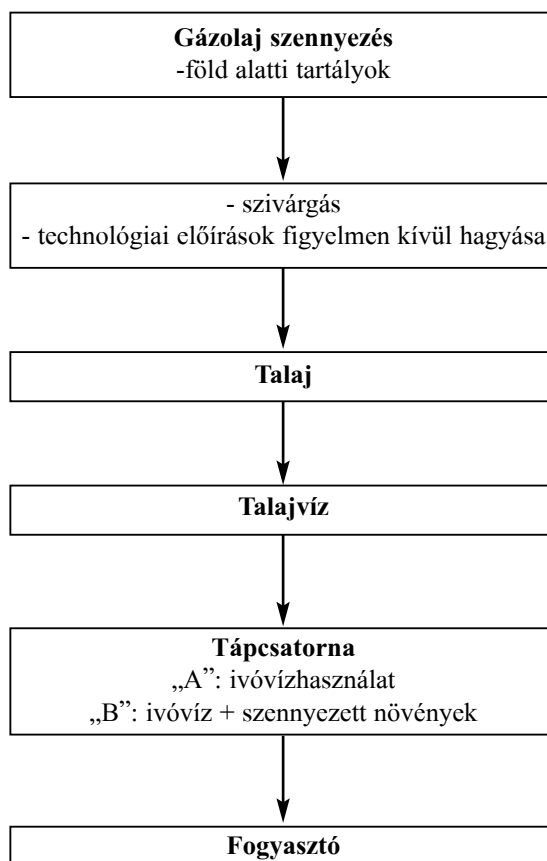 Gázolaj szennyezés
-föld alatti tartályok
- szivárgás
- technológiai előírások figyelmen kívül hagyása
Talaj
Talajvíz
Tápcsatorna
„A”: ivóvízhasználat
„B”: ivóvíz + szennyezett növények
Fogyasztó